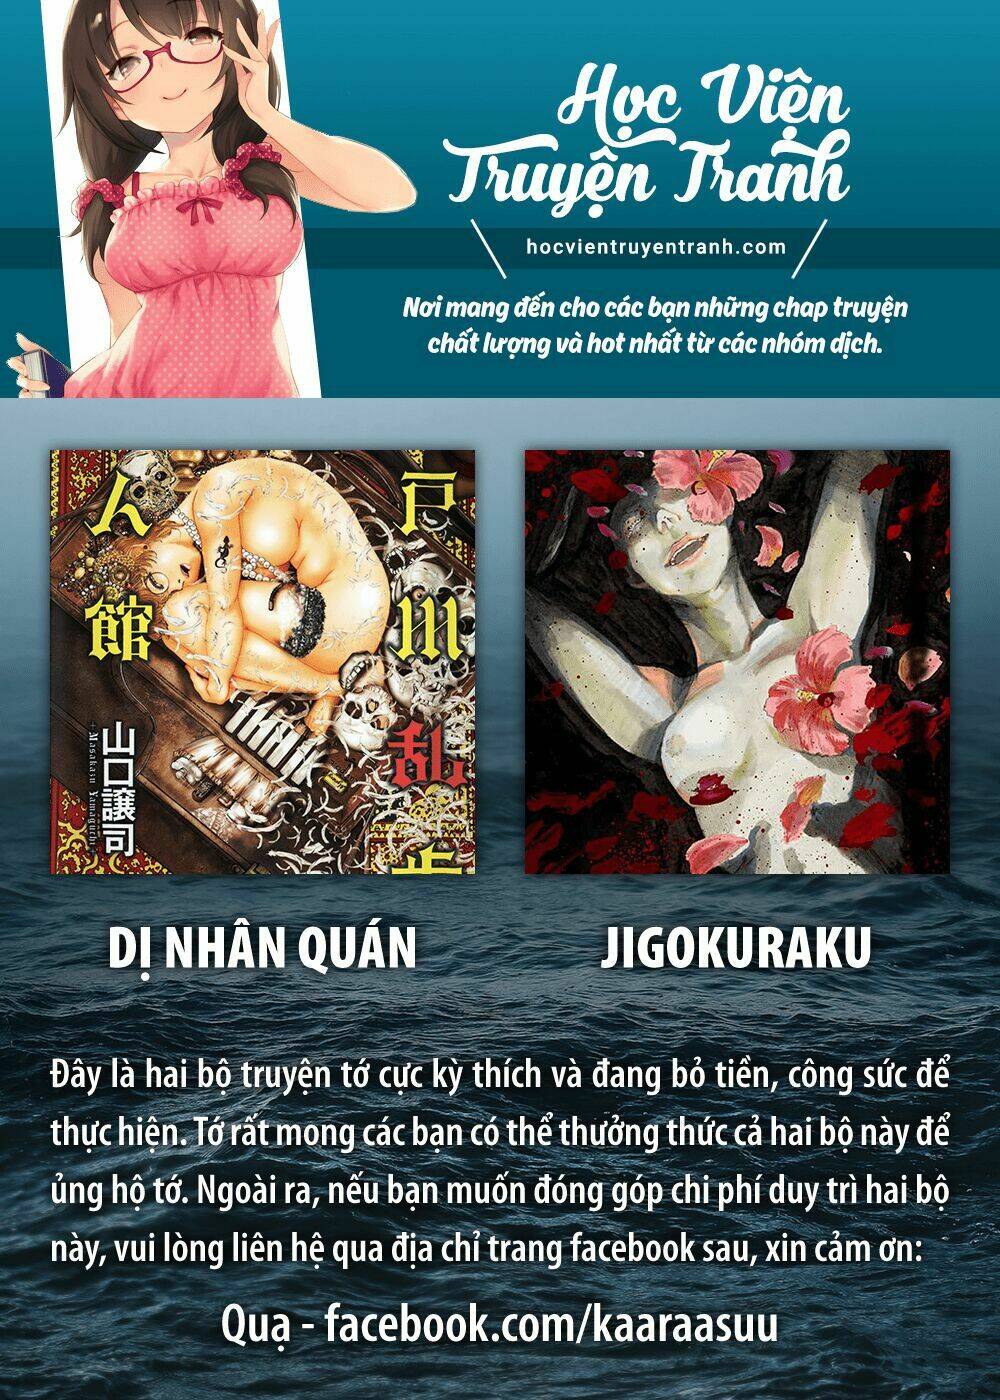 Học Viện
Truyện Tranh
hocvientruyentranh.com
Nơi mang đến cho các bạn những chap truyện
chất lượng và hot nhất từ các nhóm dịch.
戸川乱歩
人館
山口譲司
Masakazu Yamaguchi
DỊ NHÂN QUÁN
JIGOKURAKU
Đây là hai bộ truyện tớ cực kỳ thích và đang bỏ tiền, công sức để
thực hiện. Tớ rất mong các bạn có thể thưởng thức cả hai bộ này để
ủng hộ tớ. Ngoài ra, nếu bạn muốn đóng góp chi phí duy trì hai bộ
này, vui lòng liên hệ qua địa chỉ trang facebook sau, xin cảm ơn:
Quạ - facebook.com/kaaraasuu